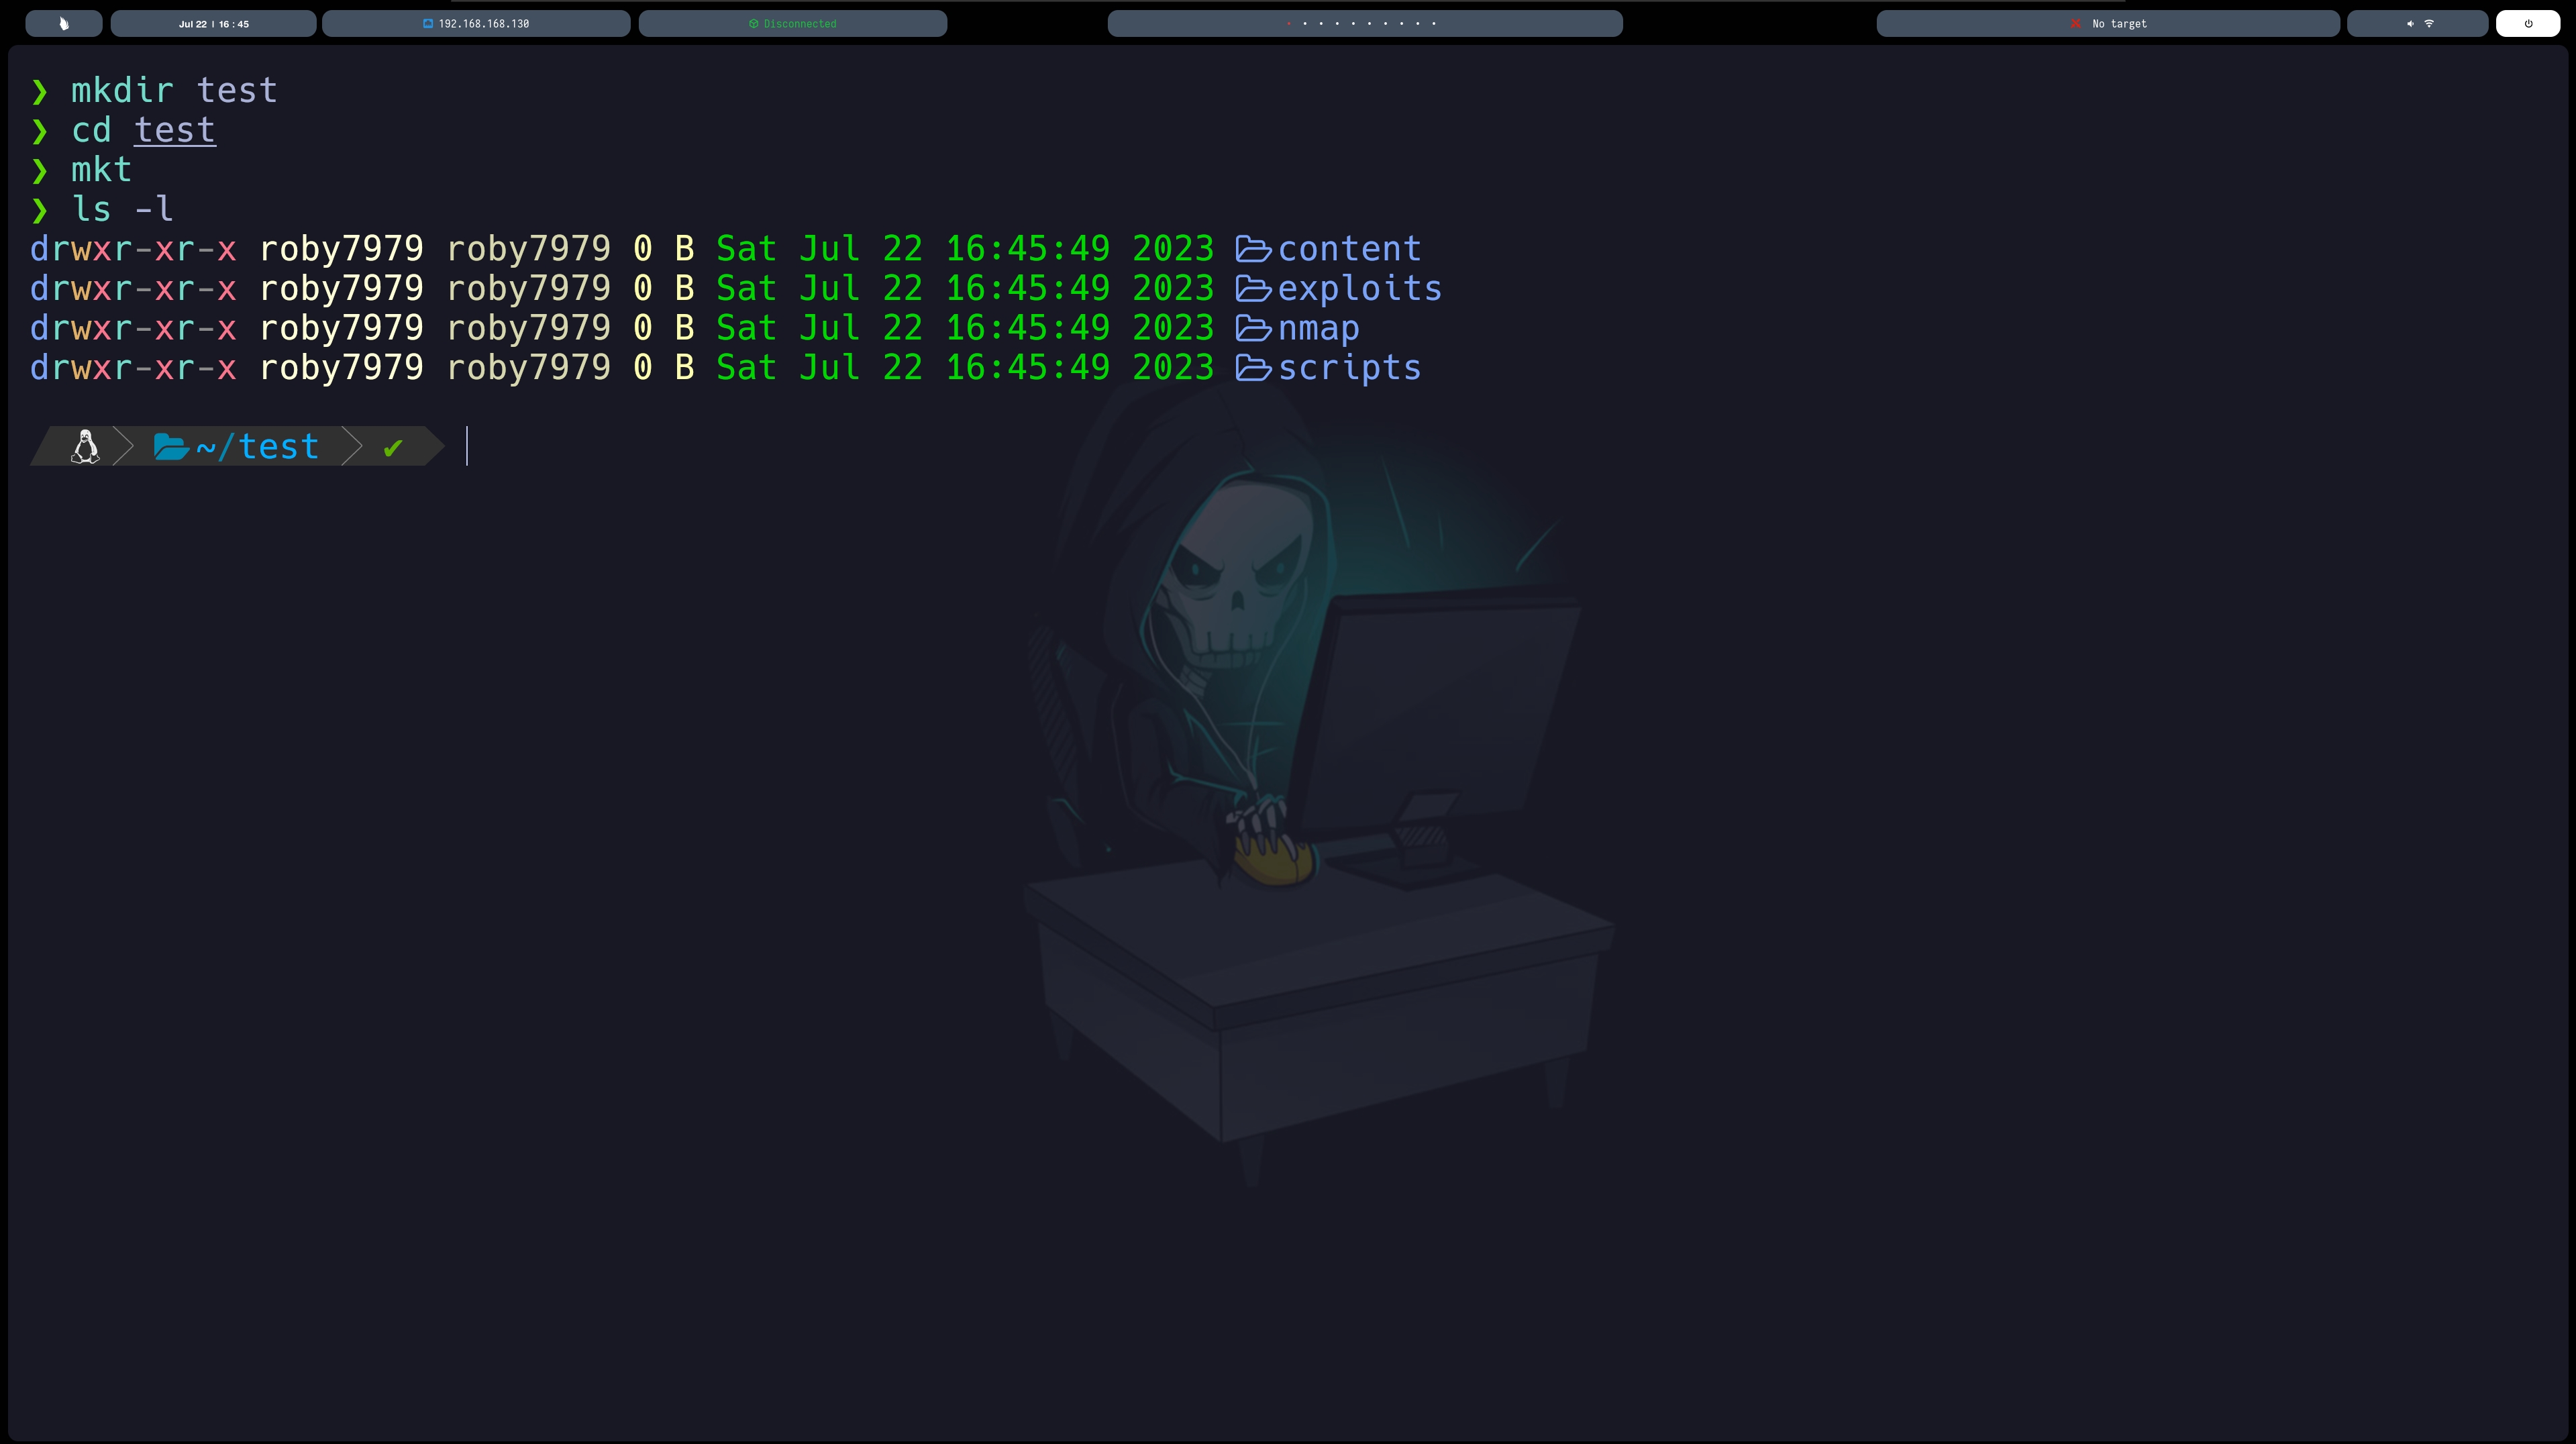 Jul 22 | 16 : 45
192.168.168.130
Disconnected
No target
❯ mkdir test
❯ cd test
❯ mkt
❯ ls -l
drwxr-xr-x roby7979 roby7979 0 B Sat Jul 22 16:45:49 2023 content
drwxr-xr-x roby7979 roby7979 0 B Sat Jul 22 16:45:49 2023 exploits
drwxr-xr-x roby7979 roby7979 0 B Sat Jul 22 16:45:49 2023 nmap
drwxr-xr-x roby7979 roby7979 0 B Sat Jul 22 16:45:49 2023 scripts
~/test ✔